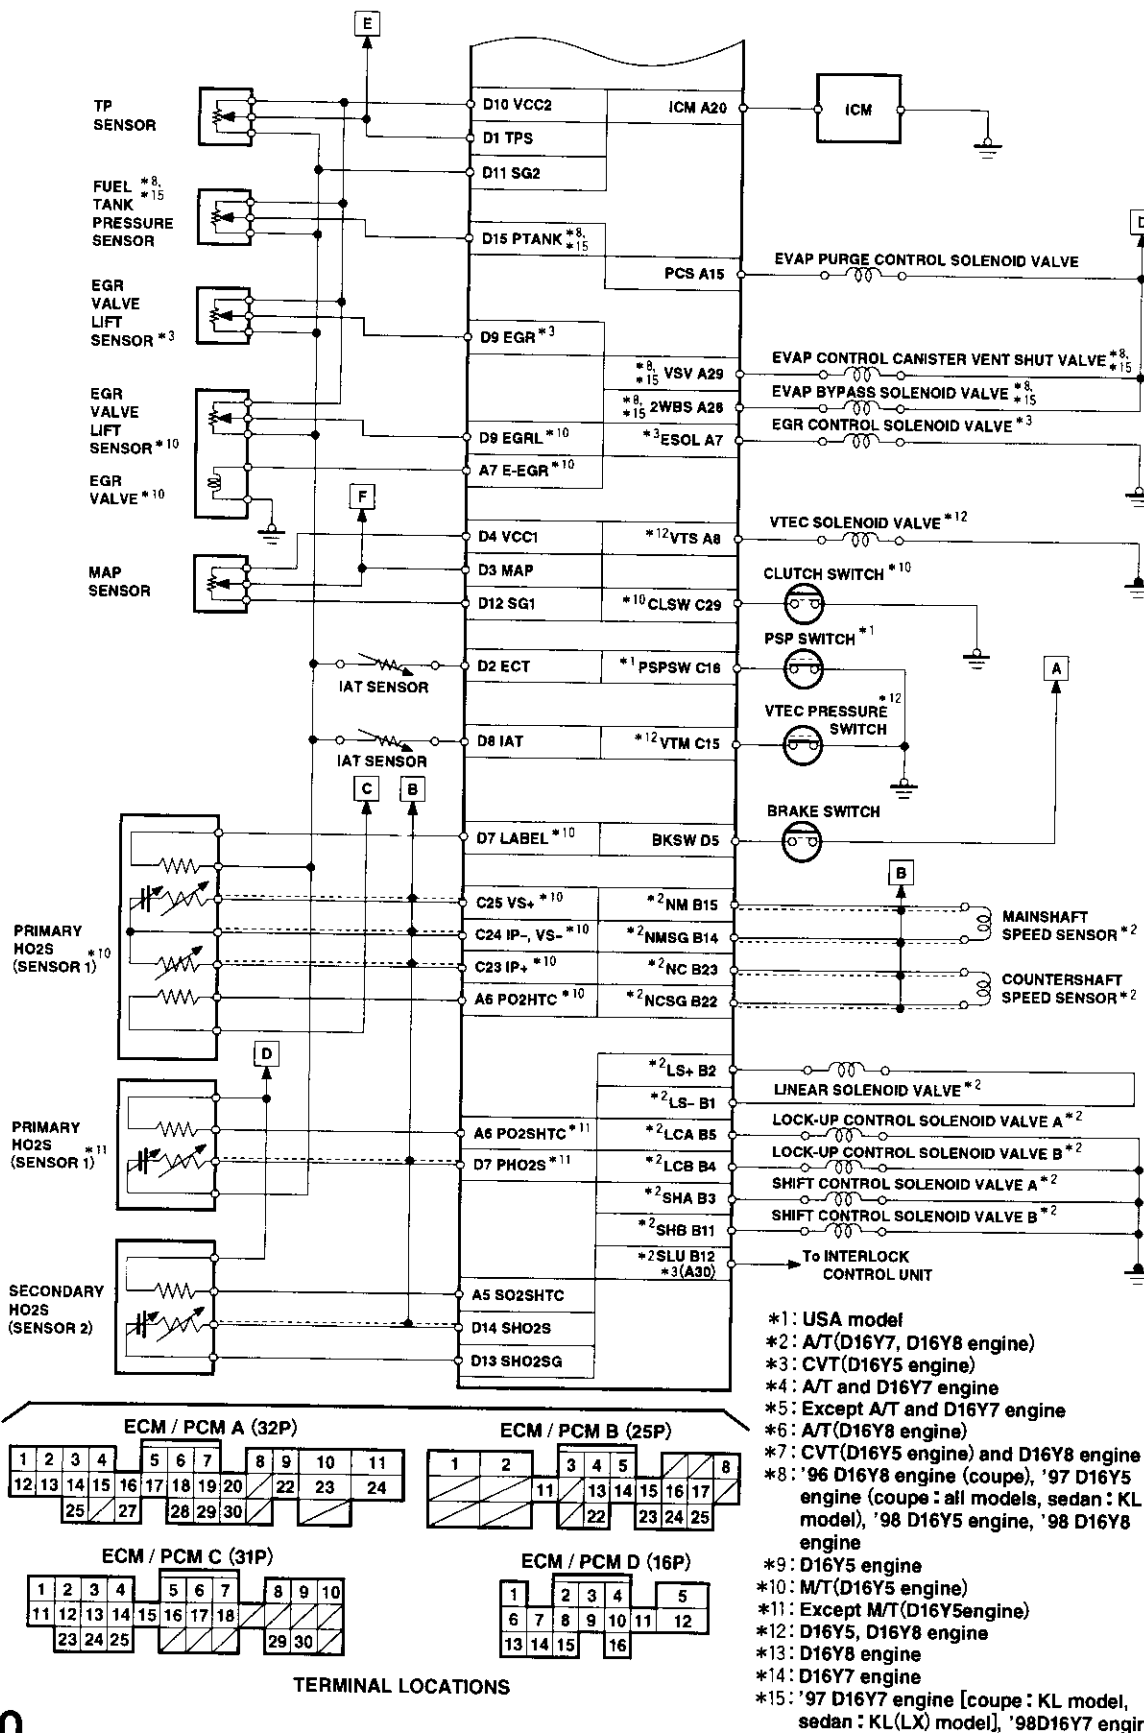 E
TP
SENSOR
D10 VCC2
D1 TPS
D11 SG2
ICM A20
ICM
FUEL *8,
TANK *15
PRESSURE
SENSOR
D15 PTANK *8,
*15
PCS A15
EVAP PURGE CONTROL SOLENOID VALVE
EGR
VALVE
LIFT
SENSOR *3
D9 EGR *3
*8,
*15 VSV A29
EVAP CONTROL CANISTER VENT SHUT VALVE *8,
*15
*8,
*15 2WBS A26
EVAP BYPASS SOLENOID VALVE *8,
*15
EGR
VALVE
LIFT
SENSOR *10
D9 EGRL *10
*3 ESOL A7
EGR CONTROL SOLENOID VALVE *3
EGR
VALVE *10
A7 E-EGR *10
F
MAP
SENSOR
D4 VCC1
D3 MAP
D12 SG1
*12 VTS A8
VTEC SOLENOID VALVE *12
*10 CLSW C29
CLUTCH SWITCH *10
D2 ECT
IAT SENSOR
*1 PSPSW C16
PSP SWITCH *1
A
D8 IAT
IAT SENSOR
*12 VTM C15
VTEC PRESSURE *12
SWITCH
C
B
D7 LABEL *10
BKSW D5
BRAKE SWITCH
B
PRIMARY
HO2S *10
(SENSOR 1)
C25 VS+ *10
C24 IP-, VS- *10
C23 IP+ *10
A6 PO2HTC *10
*2 NM B15
*2 NMSG B14
*2 NC B23
*2 NCSG B22
MAINSHAFT
SPEED SENSOR *2
COUNTERSHAFT
SPEED SENSOR *2
D
PRIMARY
HO2S *11
(SENSOR 1)
A6 PO2SHTC *11
D7 PHO2S *11
*2 LS+ B2
LINEAR SOLENOID VALVE *2
*2 LS- B1
*2 LCA B5
LOCK-UP CONTROL SOLENOID VALVE A *2
*2 LCB B4
LOCK-UP CONTROL SOLENOID VALVE B *2
*2 SHA B3
SHIFT CONTROL SOLENOID VALVE A *2
*2 SHB B11
SHIFT CONTROL SOLENOID VALVE B *2
*2 SLU B12
*3 (A30)
To INTERLOCK
CONTROL UNIT
SECONDARY
HO2S
(SENSOR 2)
A5 SO2SHTC
D14 SHO2S
D13 SHO2SG
*1: USA model
*2: A/T(D16Y7, D16Y8 engine)
*3: CVT(D16Y5 engine)
*4: A/T and D16Y7 engine
*5: Except A/T and D16Y7 engine
*6: A/T(D16Y8 engine)
*7: CVT(D16Y5 engine) and D16Y8 engine
*8: '96 D16Y8 engine (coupe), '97 D16Y5
engine (coupe : all models, sedan : KL
model), '98 D16Y5 engine, '98 D16Y8
engine
*9: D16Y5 engine
*10: M/T(D16Y5 engine)
*11: Except M/T(D16Y5engine)
*12: D16Y5, D16Y8 engine
*13: D16Y8 engine
*14: D16Y7 engine
*15: '97 D16Y7 engine [coupe : KL model,
sedan : KL(LX) model], '98D16Y7
ECM / PCM A (32P)
1 2 3 4 5 6 7 8 9 10 11
12 13 14 15 16 17 18 19 20 22 23 24
25 27 28 29 30
ECM / PCM B (25P)
1 2 3 4 5 8
11 13 14 15 16 17
22 23 24 25
ECM / PCM C (31P)
1 2 3 4 5 6 7 8 9 10
11 12 13 14 15 16 17 18
23 24 25 29 30
ECM / PCM D (16P)
1 2 3 4 5
6 7 8 9 10 11 12
13 14 15 16
TERMINAL LOCATIONS